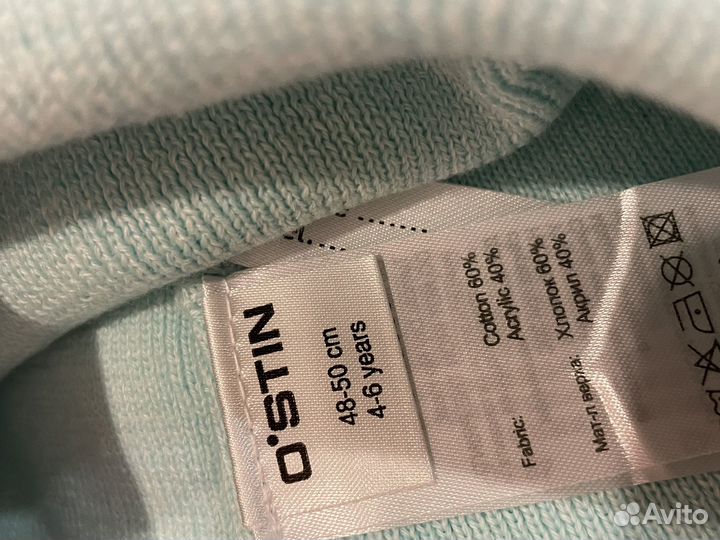 O'STIN
48-50 cm
4-6 years
Fabric:
Cotton 60%
Acrylic 40%
Мат-л верха:
Хлопок 60%
Акрил 40%
Avito